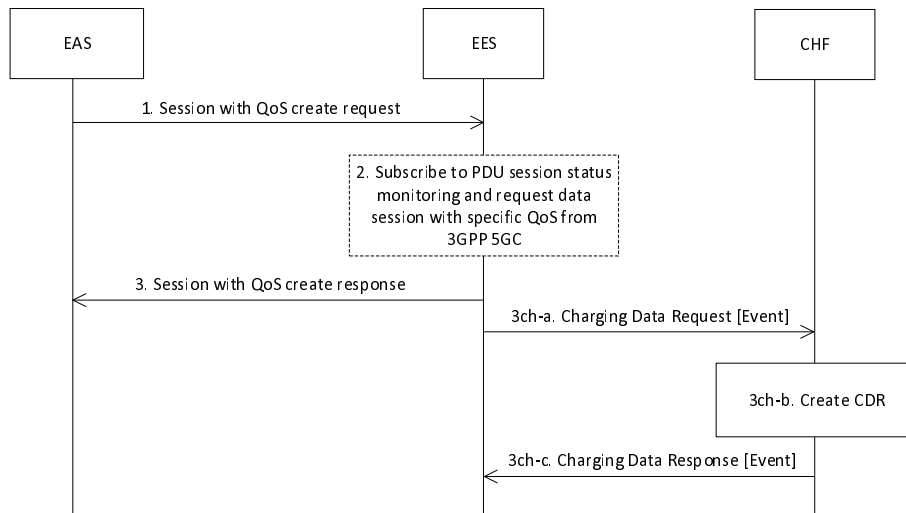 EAS
EES
CHF
1. Session with QoS create request
2. Subscribe to PDU session status
monitoring and request data
session with specific QoS from
3GPP 5GC
3. Session with QoS create response
3ch-a. Charging Data Request [Event]
3ch-b. Create CDR
3ch-c. Charging Data Response [Event]